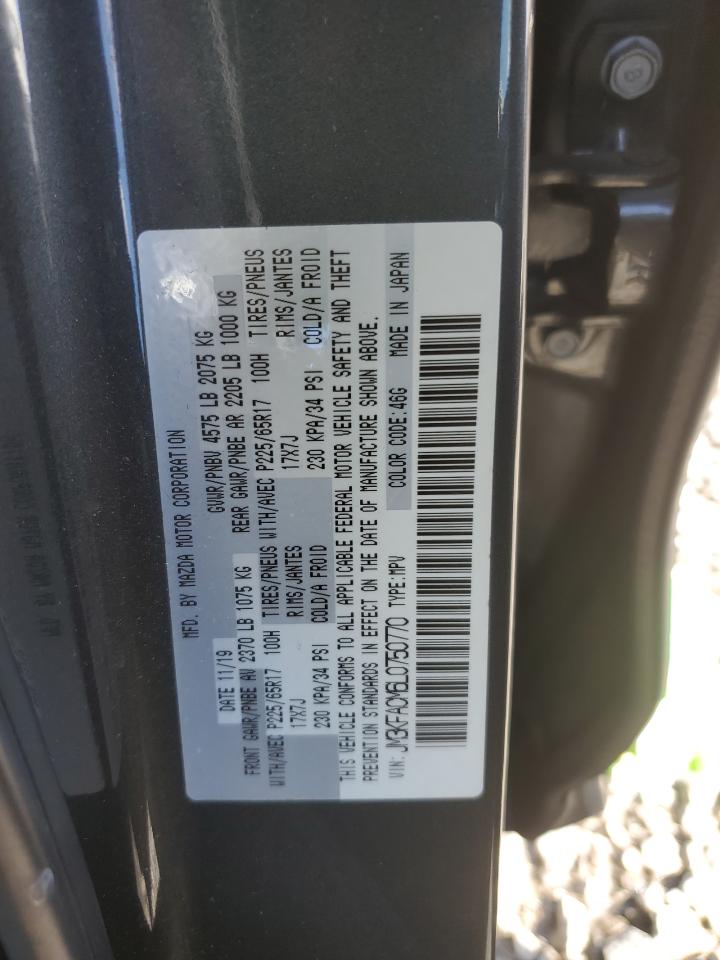 MFD. BY MAZDA MOTOR CORPORATION
DATE 11/19 GVWR/PNBV 4575 LB 2075 KG
FRONT GAWR/PNBE AV 2370 LB 1075 KG REAR GAWR/PNBE AR 2205 LB 1000 KG
WITH/AVEC P225/65R17 100H TIRES/PNEUS WITH/AVEC P225/65R17 100H TIRES/PNEUS
17X7J RIMS/JANTES 17X7J RIMS/JANTES
230 KPA/34 PSI COLD/A FROID 230 KPA/34 PSI COLD/A FROID
THIS VEHICLE CONFORMS TO ALL APPLICABLE FEDERAL MOTOR VEHICLE SAFETY AND THEFT
PREVENTION STANDARDS IN EFFECT ON THE DATE OF MANUFACTURE SHOWN ABOVE.
VIN: JM3KFACM6L0750770 TYPE:MPV COLOR CODE:46G MADE IN JAPAN